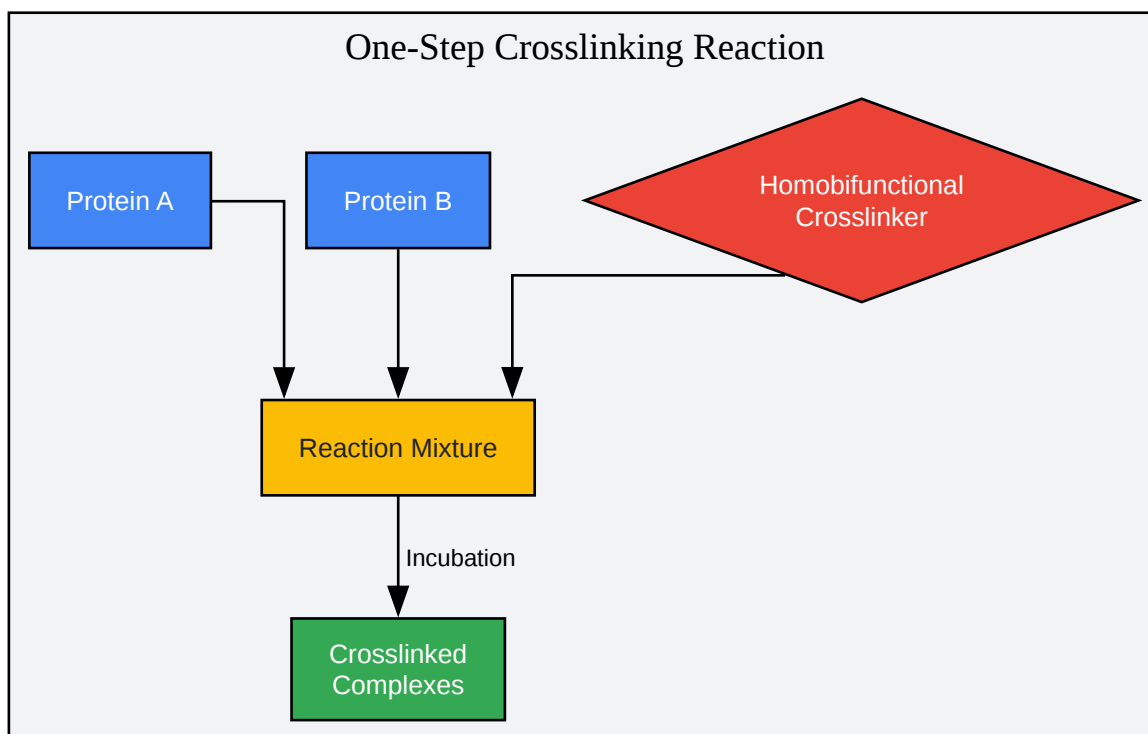 One-Step Crosslinking Reaction
Protein A
Protein B
Homobifunctional
Crosslinker
Reaction Mixture
Incubation
Crosslinked
Complexes